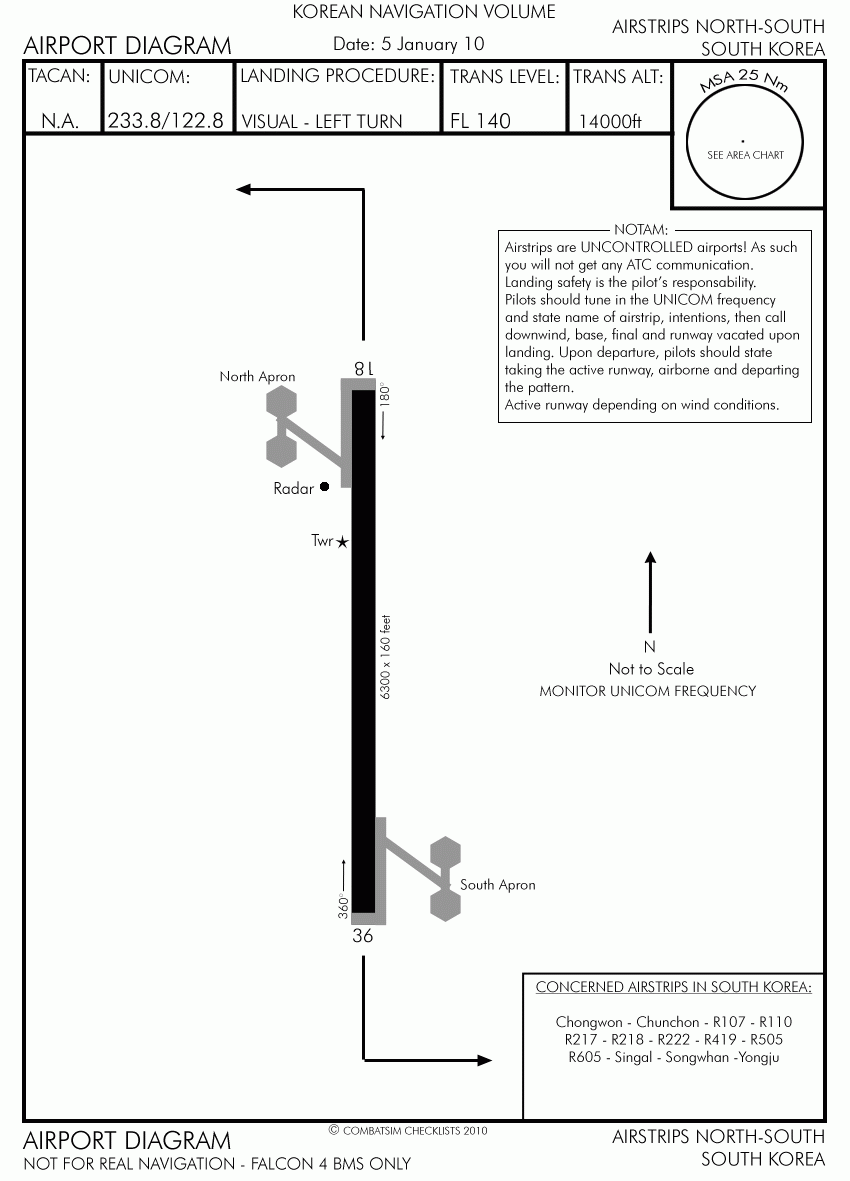 KOREAN NAVIGATION VOLUME
AIRPORT DIAGRAM
Date: 5 January 10
AIRSTRIPS NORTH-SOUTH
SOUTH KOREA
TACAN:
N.A.
UNICOM:
233.8/122.8
LANDING PROCEDURE:
VISUAL - LEFT TURN
TRANS LEVEL:
FL 140
TRANS ALT:
14000ft
MSA 25 Nm
SEE AREA CHART
NOTAM:
Airstrips are UNCONTROLLED airports! As such
you will not get any ATC communication.
Landing safety is the pilot's responsability.
Pilots should tune in the UNICOM frequency
and state name of airstrip, intentions, then call
downwind, base, final and runway vacated upon
landing. Upon departure, pilots should state
taking the active runway, airborne and departing
the pattern.
Active runway depending on wind conditions.
18
180°
North Apron
Radar
Twr
6300 x 160 feet
N
Not to Scale
MONITOR UNICOM FREQUENCY
South Apron
360°
36
CONCERNED AIRSTRIPS IN SOUTH KOREA:
Chongwon - Chunchon - R107 - R110
R217 - R218 - R222 - R419 - R505
R605 - Singal - Songwhan -Yongju
© COMBATSIM CHECKLISTS 2010
AIRPORT DIAGRAM
NOT FOR REAL NAVIGATION - FALCON 4 BMS ONLY
AIRSTRIPS NORTH-SOUTH
SOUTH KOREA